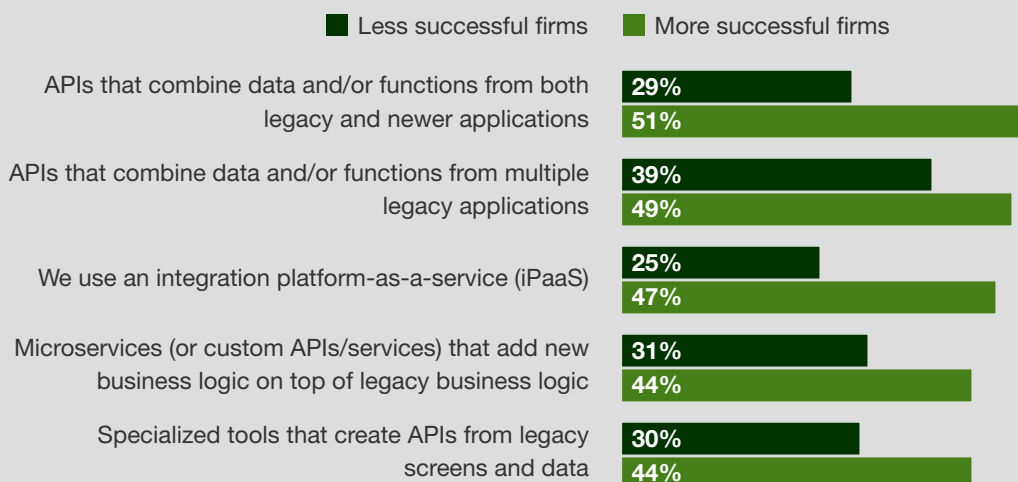 Less successful firms
More successful firms
APIs that combine data and/or functions from both
legacy and newer applications
29%
51%
APIs that combine data and/or functions from multiple
legacy applications
39%
49%
We use an integration platform-as-a-service (iPaaS)
25%
47%
Microservices (or custom APIs/services) that add new
business logic on top of legacy business logic
31%
44%
Specialized tools that create APIs from legacy
screens and data
30%
44%